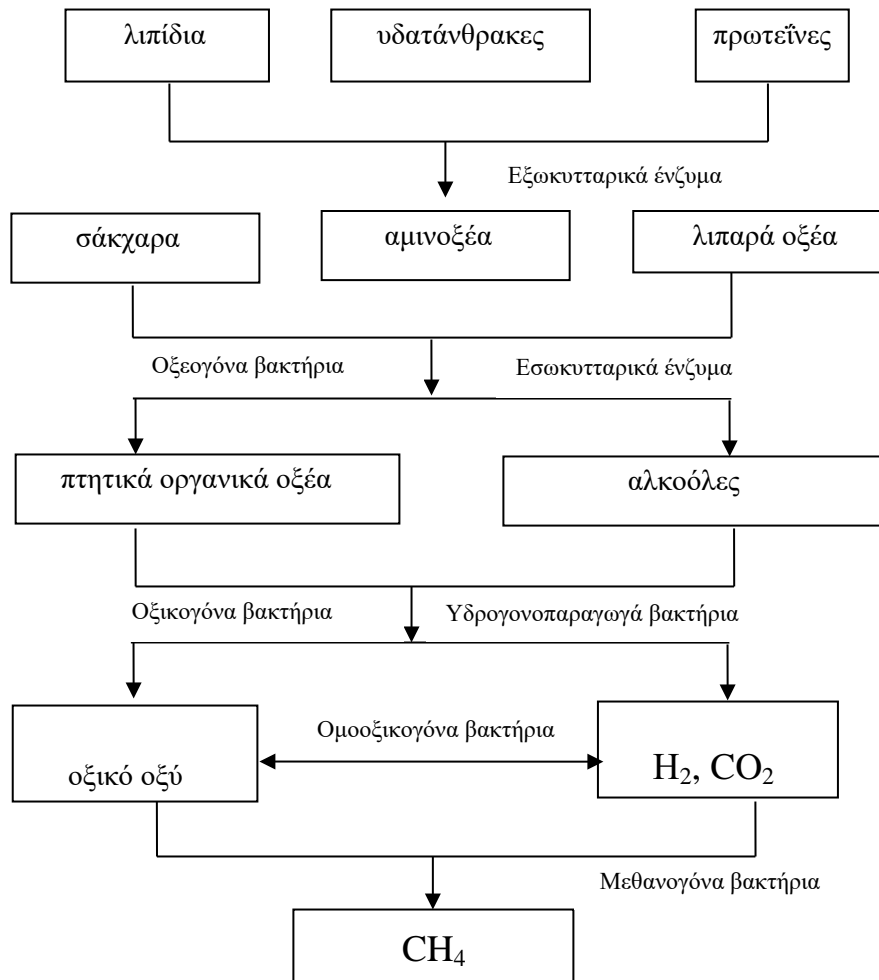 λιπίδια υδατάνθρακες πρωτεΐνες
Εξωκυτταρικά ένζυμα
σάκχαρα αμινοξέα λιπαρά οξέα
Οξεογόνα βακτήρια Εσωκυτταρικά ένζυμα
πτητικά οργανικά οξέα αλκοόλες
Οξικογόνα βακτήρια Υδρογονοπαραγωγά βακτήρια
Ομοοξικογόνα βακτήρια
οξικό οξύ H₂, CO₂
Μεθανογόνα βακτήρια
CH₄